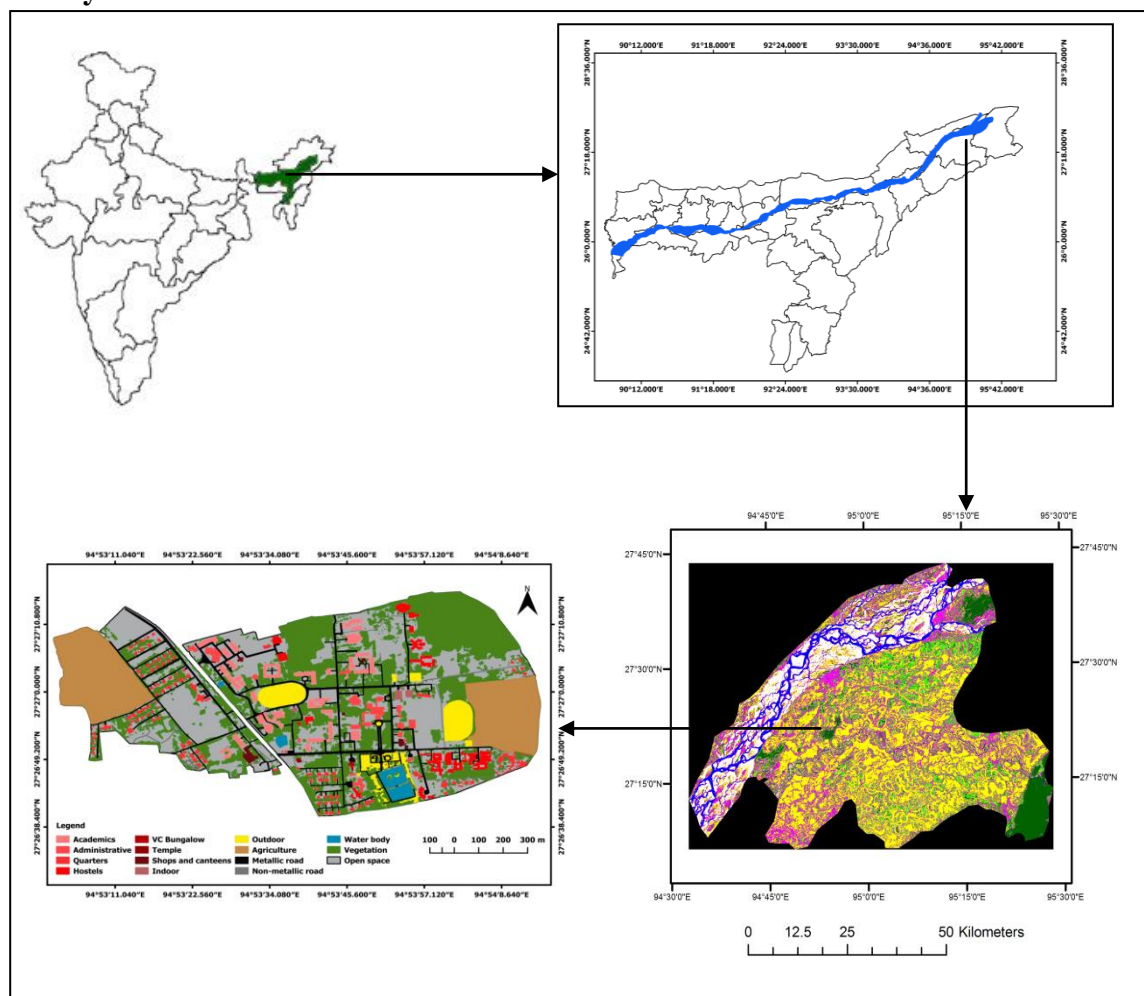 90°12.000'E 91°18.000'E 92°24.000'E 93°30.000'E 94°36.000'E 95°42.000'E
28°36.000'N
27°18.000'N
26°0.000'N
24°42.000'N
28°36.000'N
27°18.000'N
26°0.000'N
24°42.000'N
90°12.000'E 91°18.000'E 92°24.000'E 93°30.000'E 94°36.000'E 95°42.000'E
94°53'11.040"E 94°53'22.560"E 94°53'34.080"E 94°53'45.600"E 94°53'57.120"E 94°54'8.640"E
27°27'10.800"N
27°27'0.000"N
27°26'49.200"N
27°26'38.400"N
N
27°27'10.800"N
27°27'0.000"N
27°26'49.200"N
27°26'38.400"N
Legend
Academics
Administrative
Quarters
Hostels
VC Bungalow
Temple
Shops and canteens
Indoor
Outdoor
Agriculture
Metallic road
Non-metallic road
Water body
Vegetation
Open space
100 0 100 200 300 m
94°53'11.040"E 94°53'22.560"E 94°53'34.080"E 94°53'45.600"E 94°53'57.120"E 94°54'8.640"E
94°45'0"E 95°0'0"E 95°15'0"E 95°30'0"E
27°45'0"N
27°30'0"N
27°15'0"N
27°45'0"N
27°30'0"N
27°15'0"N
94°30'0"E 94°45'0"E 95°0'0"E 95°15'0"E 95°30'0"E
0 12.5 25 50 Kilometers